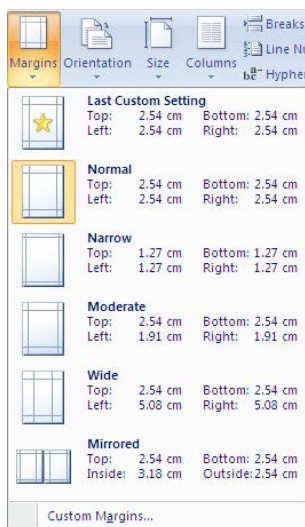 Margins Orientation Size Columns
Breaks
Line Nu
Hypher
Last Custom Setting
Top: 2.54 cm Bottom: 2.54 cm
Left: 2.54 cm Right: 2.54 cm
Normal
Top: 2.54 cm Bottom: 2.54 cm
Left: 2.54 cm Right: 2.54 cm
Narrow
Top: 1.27 cm Bottom: 1.27 cm
Left: 1.27 cm Right: 1.27 cm
Moderate
Top: 2.54 cm Bottom: 2.54 cm
Left: 1.91 cm Right: 1.91 cm
Wide
Top: 2.54 cm Bottom: 2.54 cm
Left: 5.08 cm Right: 5.08 cm
Mirrored
Top: 2.54 cm Bottom: 2.54 cm
Inside: 3.18 cm Outside: 2.54 cm
Custom Margins...